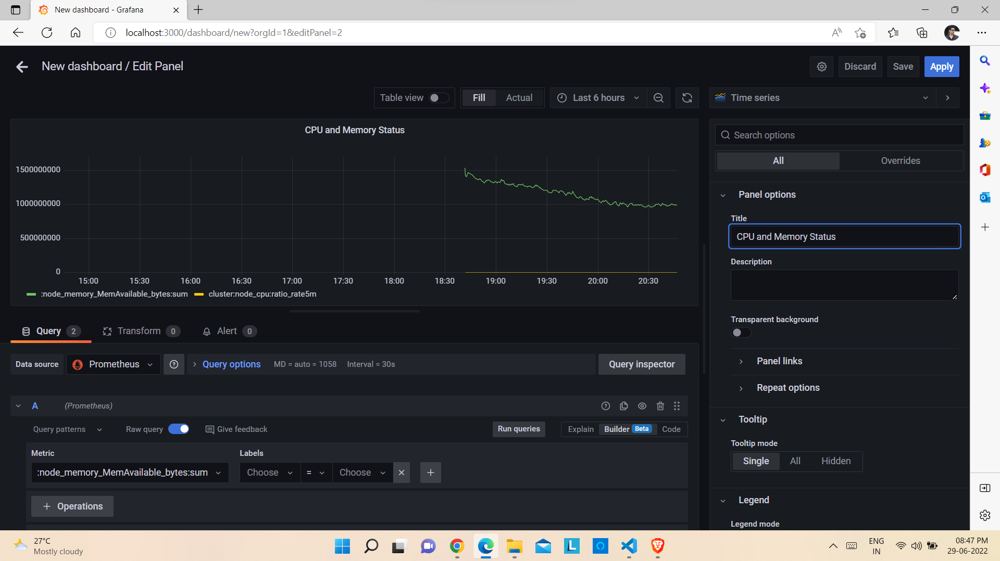 New dashboard - Grafana
localhost:3000/dashboard/new?orgId=1&editPanel=2
New dashboard / Edit Panel
Discard
Save
Apply
Table view
Fill
Actual
Last 6 hours
Time series
CPU and Memory Status
1500000000
1000000000
500000000
0
15:00 15:30 16:00 16:30 17:00 17:30 18:00 18:30 19:00 19:30 20:00 20:30
:node_memory_MemAvailable_bytes:sum cluster:node_cpu:ratio_rate5m
Search options
All
Overrides
Panel options
Title
CPU and Memory Status
Description
Transparent background
Panel links
Repeat options
Tooltip
Tooltip mode
Single All Hidden
Legend
Legend mode
Query 2
Transform 0
Alert 0
Data source
Prometheus
Query options MD = auto = 1058 Interval = 30s
Query inspector
A (Prometheus)
Query patterns
Raw query
Give feedback
Run queries
Explain Builder Beta Code
Metric
Labels
:node_memory_MemAvailable_bytes:sum
Choose = Choose
+ Operations
27°C
Mostly cloudy
ENG
IN
08:47 PM
29-06-2022